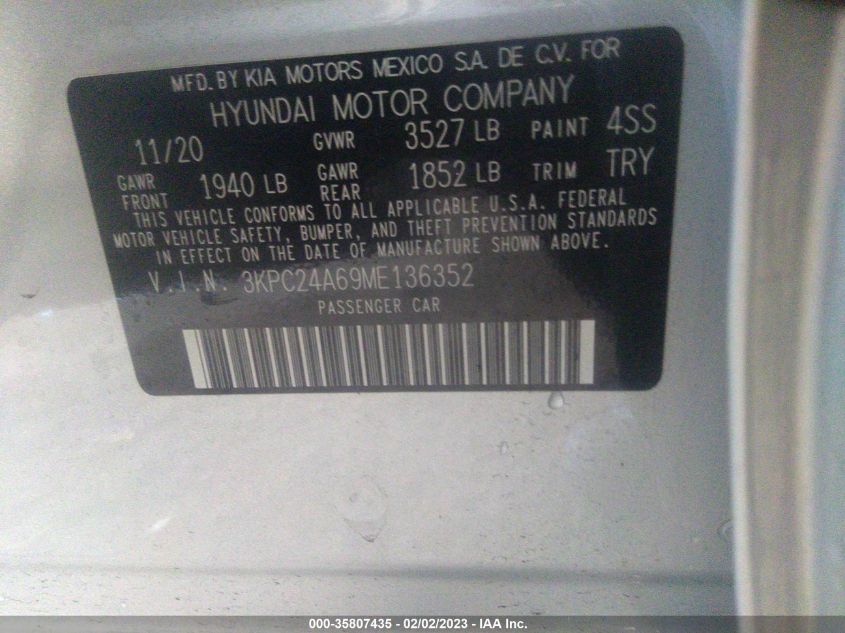 MFD. BY KIA MOTORS MEXICO S.A. DE C.V. FOR
HYUNDAI MOTOR COMPANY
11/20 GVWR 3527 LB PAINT 4SS
GAWR FRONT 1940 LB GAWR REAR 1852 LB TRIM TRY
THIS VEHICLE CONFORMS TO ALL APPLICABLE U.S.A. FEDERAL
MOTOR VEHICLE SAFETY, BUMPER, AND THEFT PREVENTION STANDARDS
IN EFFECT ON THE DATE OF MANUFACTURE SHOWN ABOVE.
V.I.N. 3KPC24A69ME136352
PASSENGER CAR
000-35807435 - 02/02/2023 - IAA Inc.